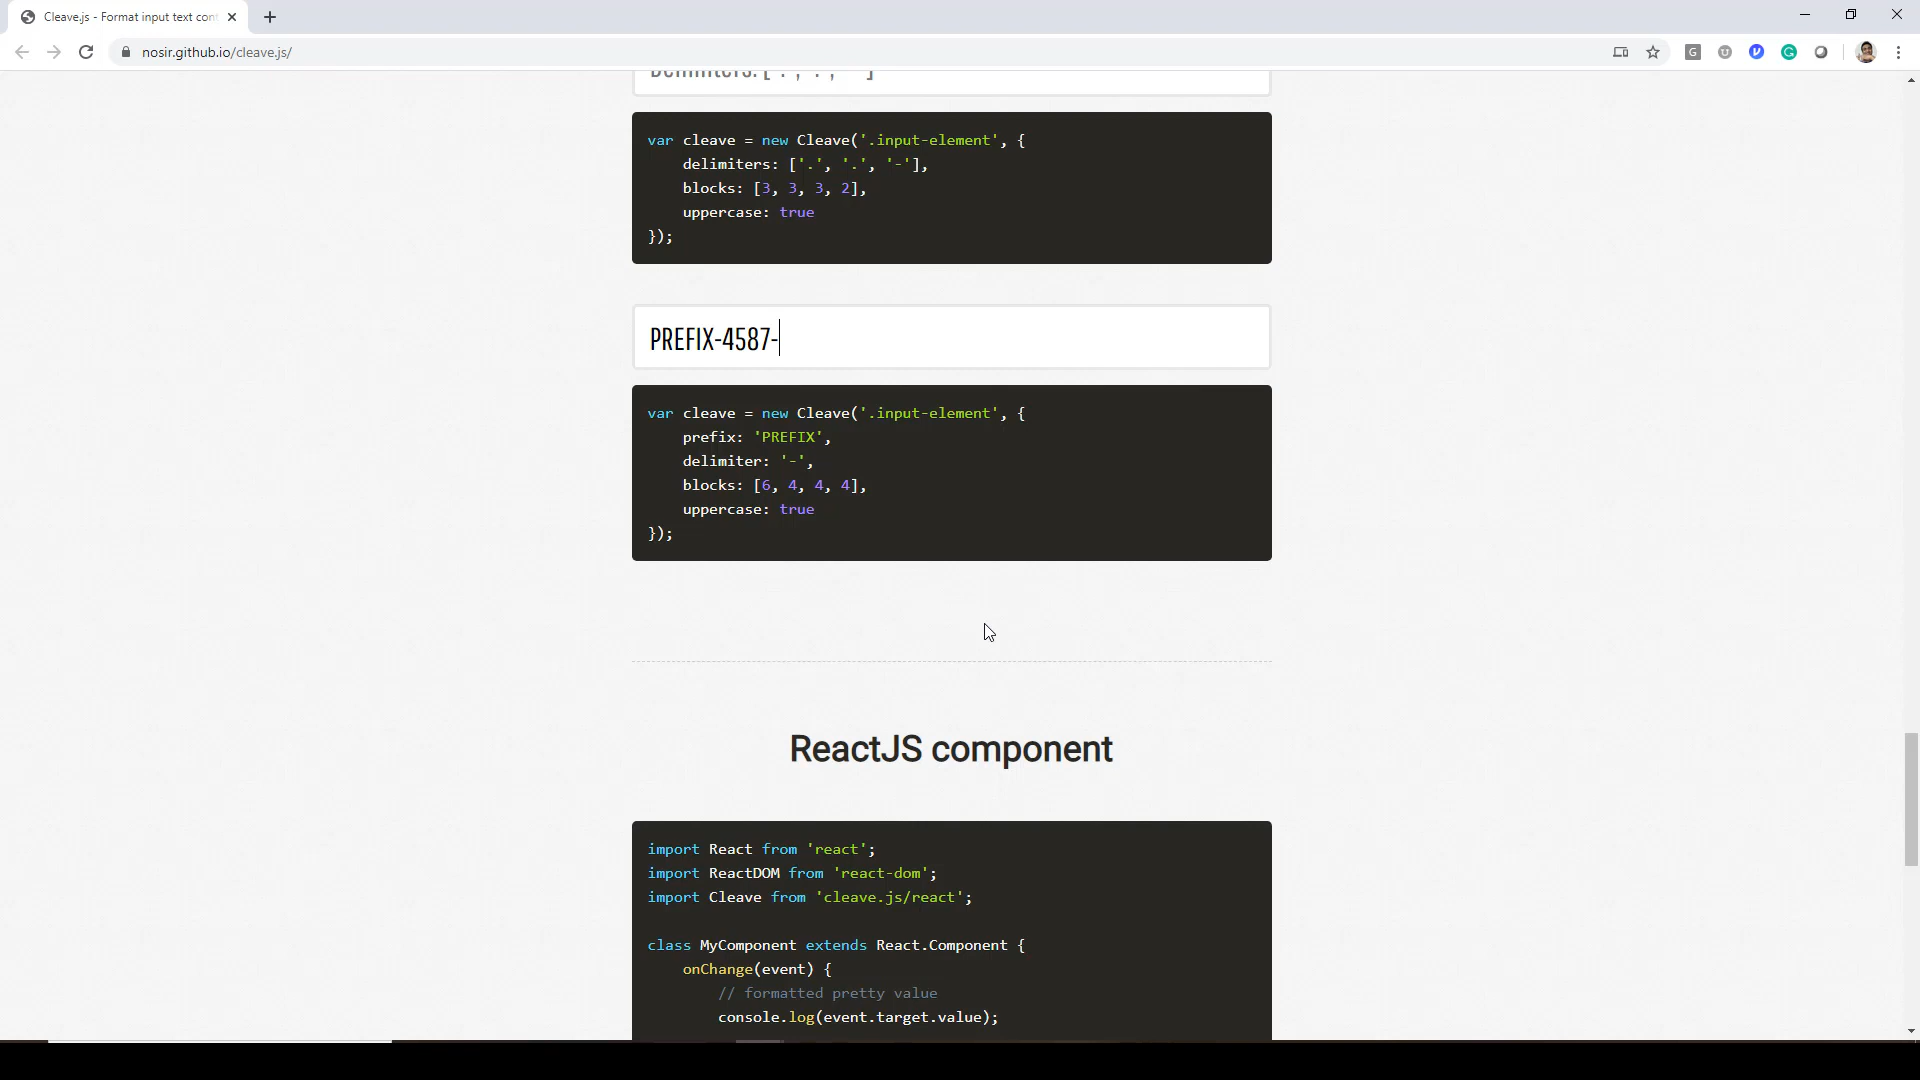 Cleave.js - Format input text cont
nosir.github.io/cleave.js/
Delimiters: ['.', '.', '-']
var cleave = new Cleave('.input-element', {
    delimiters: ['.', '.', '-'],
    blocks: [3, 3, 3, 2],
    uppercase: true
});
PREFIX-4587-
var cleave = new Cleave('.input-element', {
    prefix: 'PREFIX',
    delimiter: '-',
    blocks: [6, 4, 4, 4],
    uppercase: true
});
ReactJS component
import React from 'react';
import ReactDOM from 'react-dom';
import Cleave from 'cleave.js/react';
class MyComponent extends React.Component {
    onChange(event) {
        // formatted pretty value
        console.log(event.target.value);